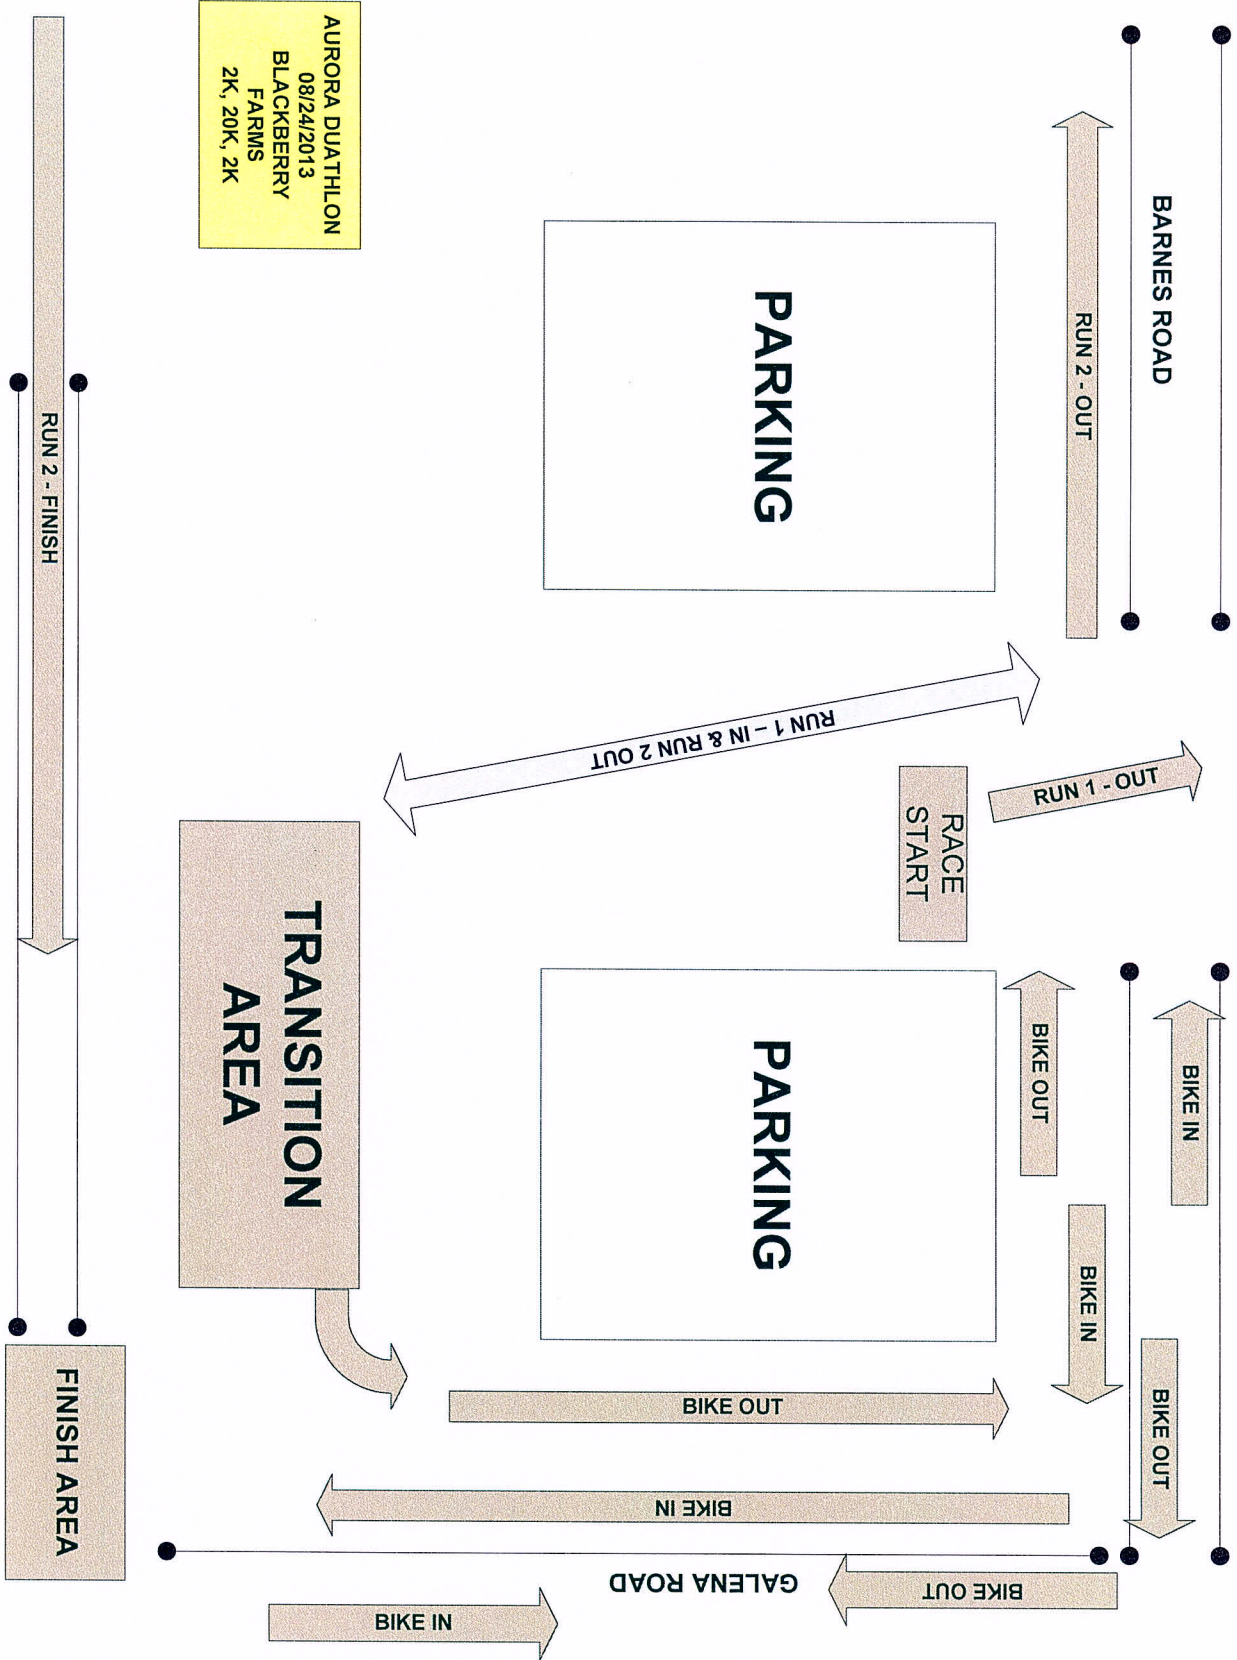 BARNES ROAD
RUN 2 - OUT
PARKING
AURORA DUATHLON
08/24/2013
BLACKBERRY
FARMS
2K, 20K, 2K
RUN 2 - FINISH
RUN 1 – IN & RUN 2 OUT
RUN 1 - OUT
RACE
START
BIKE IN
BIKE OUT
PARKING
TRANSITION
AREA
BIKE IN
BIKE OUT
BIKE OUT
BIKE IN
FINISH AREA
BIKE OUT
GALENA ROAD
BIKE IN